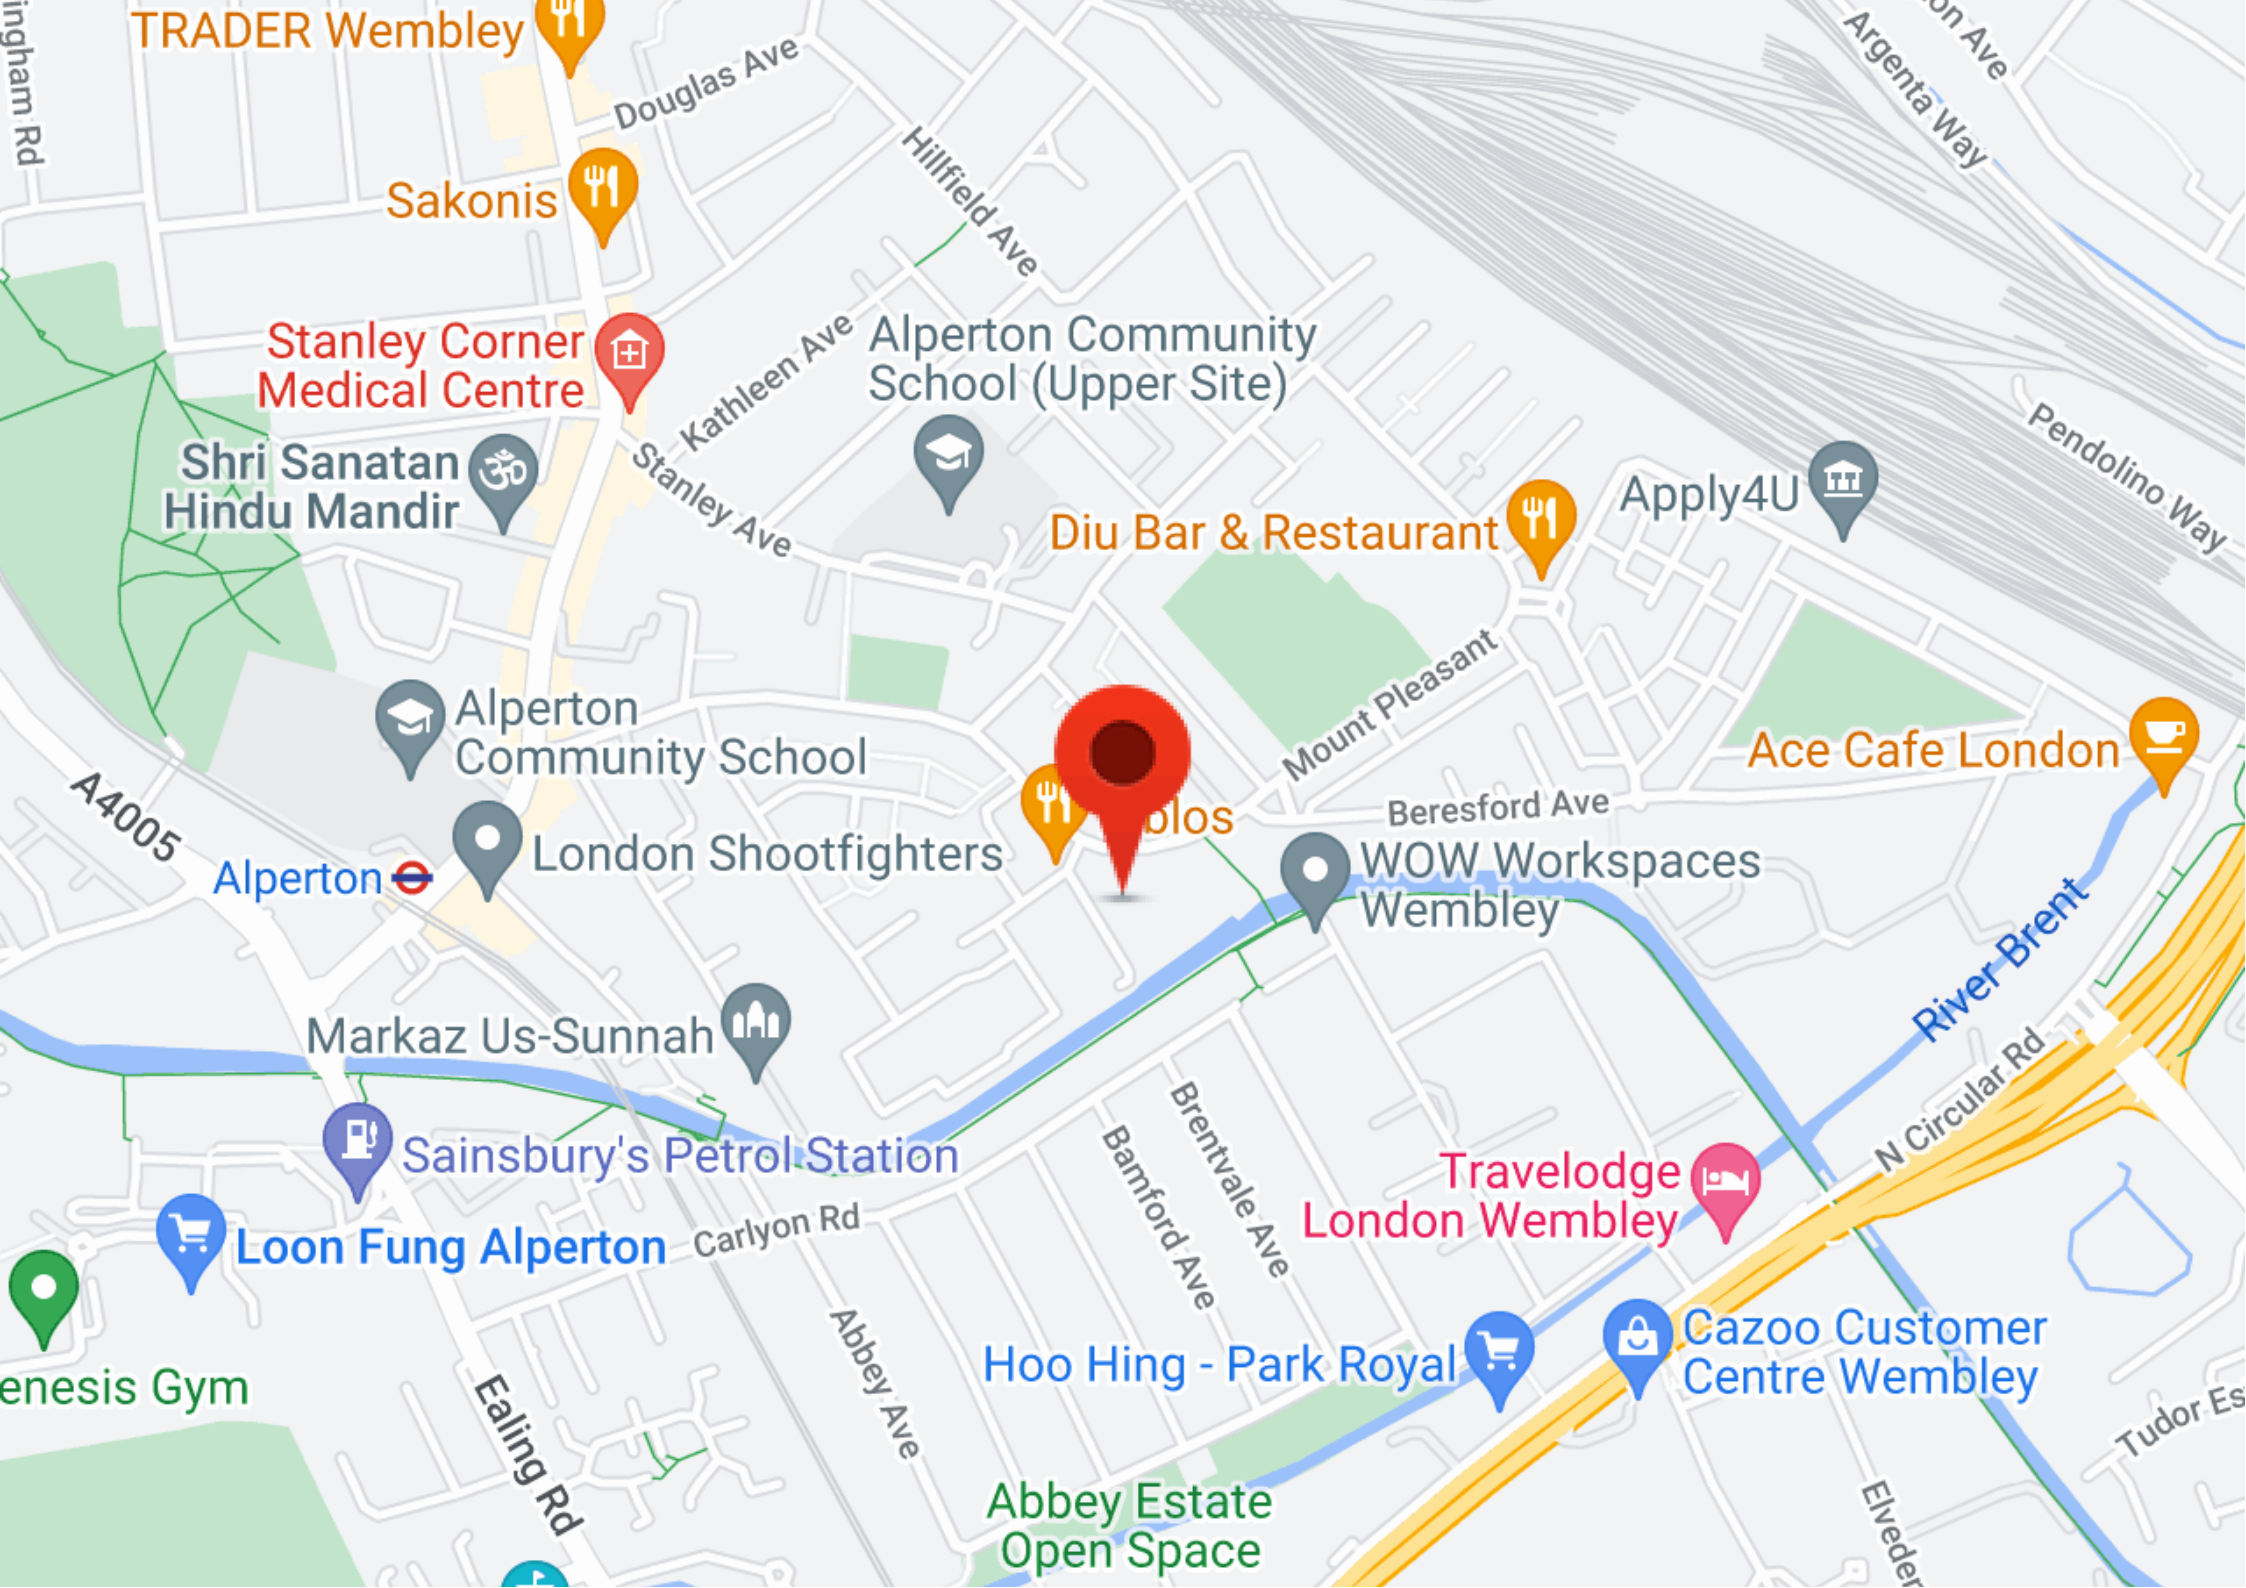 TRADER Wembley
Douglas Ave
Argenta Way
Hillfield Ave
Sakonis
Stanley Corner
Medical Centre
Kathleen Ave
Alperton Community
School (Upper Site)
Shri Sanatan
Hindu Mandir
ॐ
Stanley Ave
Diu Bar & Restaurant
Apply4U
Pendolino Way
Mount Pleasant
Alperton
Community School
Ace Cafe London
A4005
Beresford Ave
London Shootfighters
Alperton
WOW Workspaces
Wembley
River Brent
Markaz Us-Sunnah
N Circular Rd
Brentvale Ave
Bamford Ave
Sainsbury's Petrol Station
Travelodge
London Wembley
Carlyon Rd
Loon Fung Alperton
Abbey Ave
Hoo Hing - Park Royal
Cazoo Customer
Centre Wembley
enesis Gym
Ealing Rd
Tudor Es
Abbey Estate
Open Space
Elveder